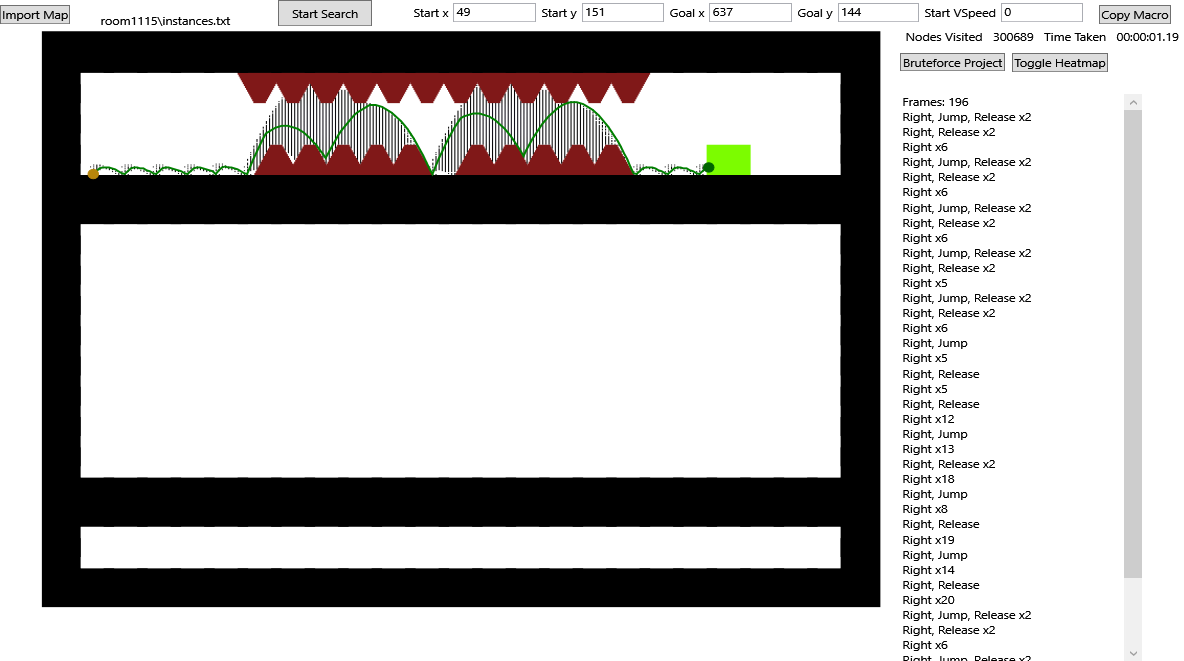 Import Map
room1115\instances.txt
Start Search
Start x 49 Start y 151 Goal x 637 Goal y 144 Start VSpeed 0
Copy Macro
Nodes Visited 300689 Time Taken 00:00:01.19
Bruteforce Project Toggle Heatmap
Frames: 196
Right, Jump, Release x2
Right, Release x2
Right x6
Right, Jump, Release x2
Right, Release x2
Right x6
Right, Jump, Release x2
Right, Release x2
Right x6
Right, Jump, Release x2
Right, Release x2
Right x5
Right, Jump, Release x2
Right, Release x2
Right x6
Right, Jump
Right x5
Right, Release
Right x5
Right, Release
Right x12
Right, Jump
Right x13
Right, Release x2
Right x18
Right, Jump
Right x8
Right, Release
Right x19
Right, Jump
Right x14
Right, Release
Right x20
Right, Jump, Release x2
Right, Release x2
Right x6
Right, Jump, Release x2